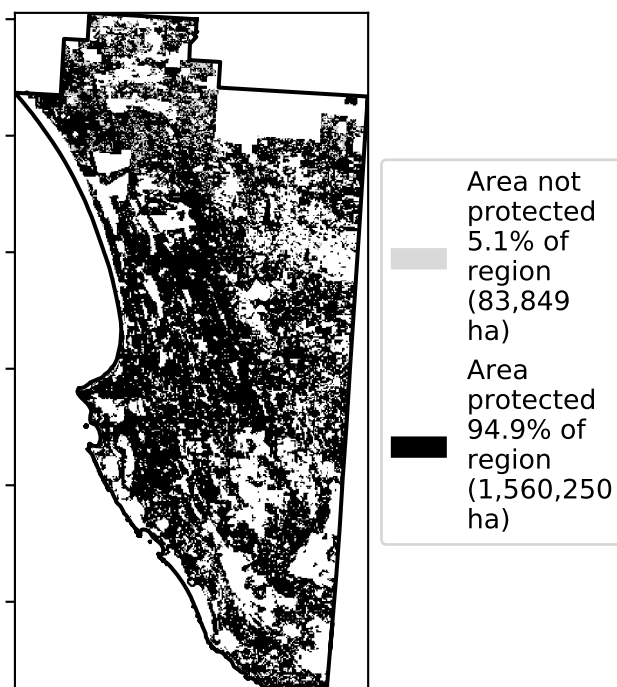 Area not
protected
5.1% of
region
(83,849
ha)
Area
protected
94.9% of
region
(1,560,250
ha)